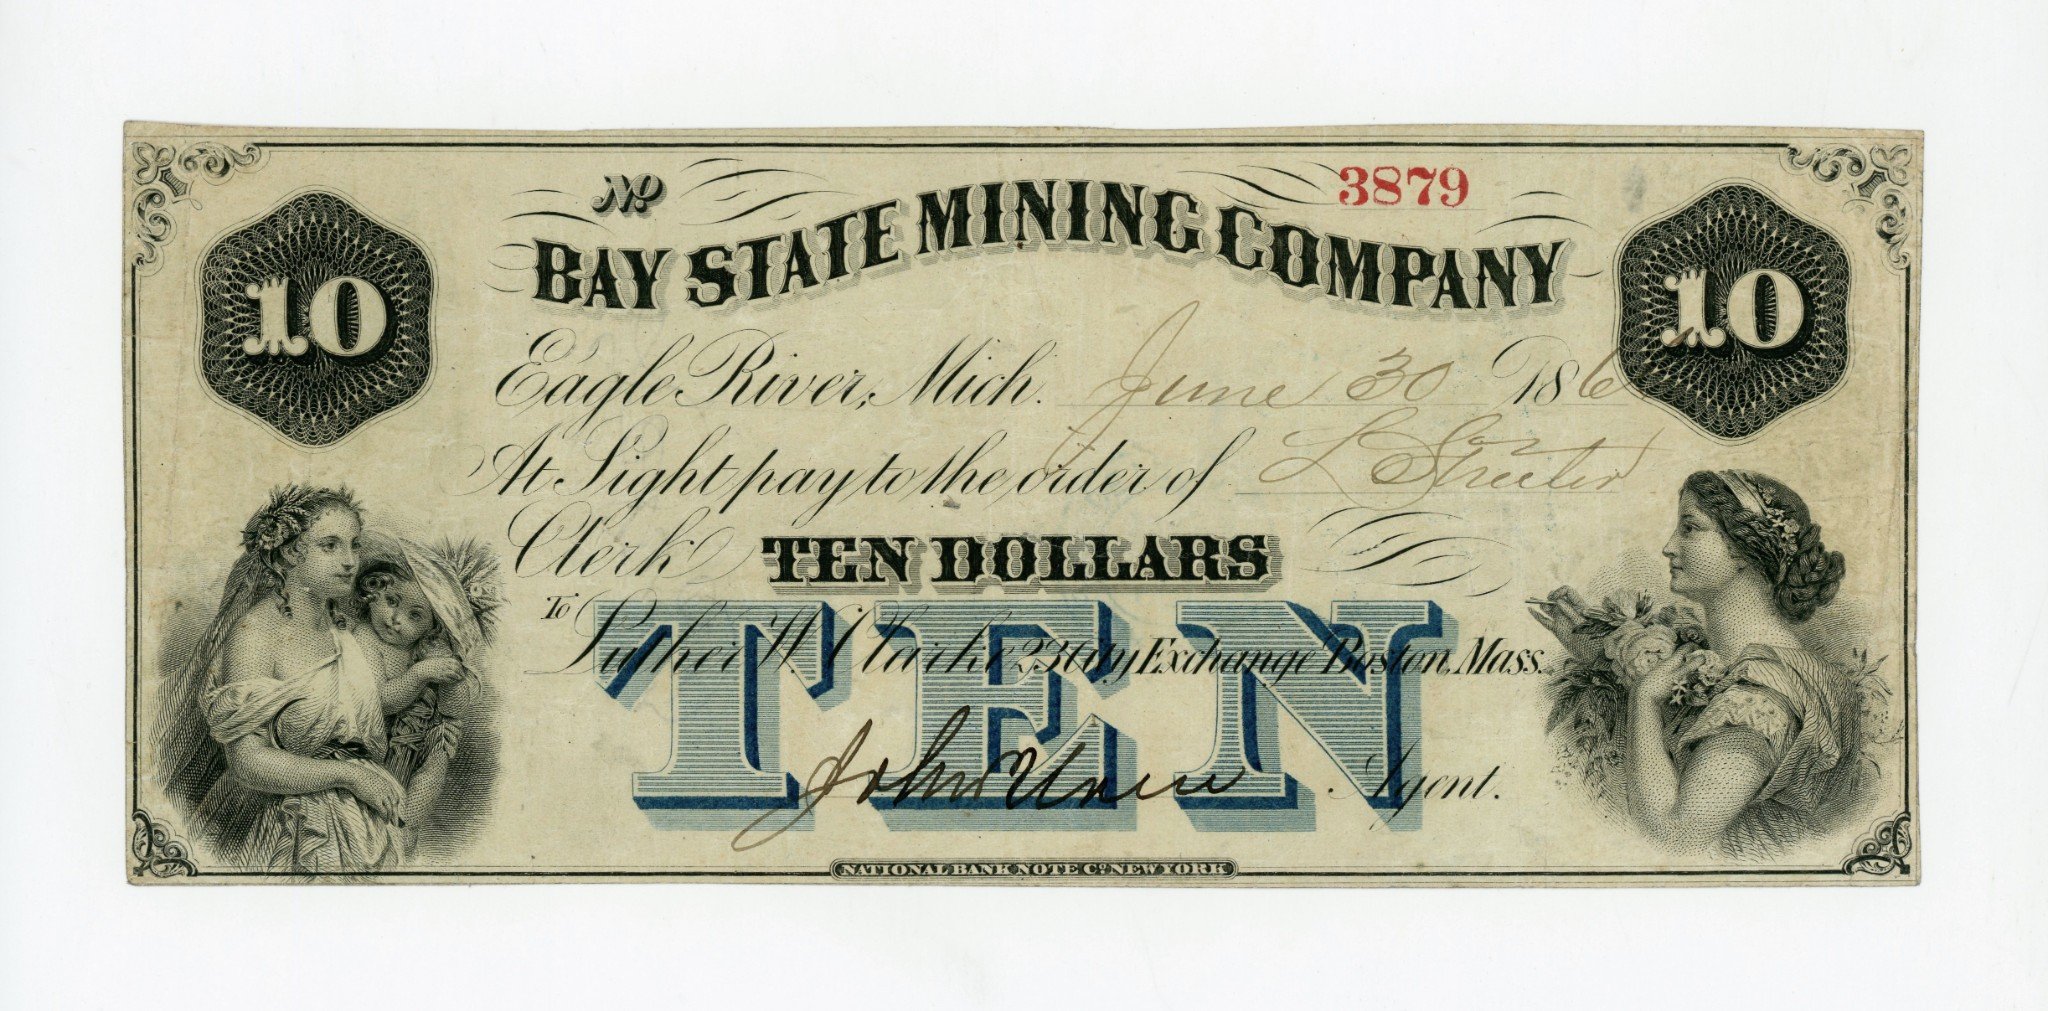 10
No. 3879
BAY STATE MINING COMPANY
10
Eagle River, Mich. June 30 186
At Sight pay to the order of L Streeter
Clerk TEN DOLLARS
TEN
To Luther W. Clark 23 City Exchange Boston, Mass.
John Agent.
NATIONAL BANK NOTE Co. NEW YORK